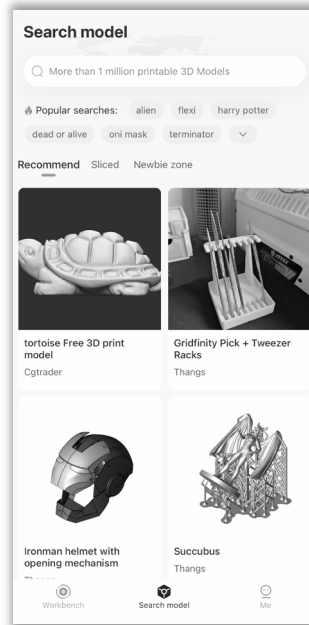 Search model
More than 1 million printable 3D Models
Popular searches: alien flexi harry potter
dead or alive oni mask terminator
Recommend Sliced Newbie zone
tortoise Free 3D print
model
Cgtrader
Gridfinity Pick + Tweezer
Racks
Thangs
Ironman helmet with
opening mechanism
Succubus
Thangs
Workbench Search model Me